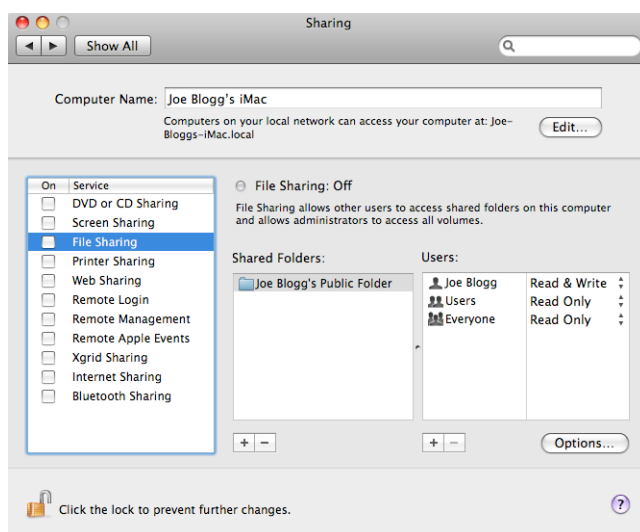 Sharing
Show All
Computer Name: Joe Blogg's iMac
Computers on your local network can access your computer at: Joe-
Bloggs-iMac.local
Edit...
On Service
DVD or CD Sharing
Screen Sharing
File Sharing
Printer Sharing
Web Sharing
Remote Login
Remote Management
Remote Apple Events
Xgrid Sharing
Internet Sharing
Bluetooth Sharing
File Sharing: Off
File Sharing allows other users to access shared folders on this computer
and allows administrators to access all volumes.
Shared Folders:
Joe Blogg's Public Folder
Users:
Joe Blogg Read & Write
Users Read Only
Everyone Read Only
+ −
+ −
Options...
Click the lock to prevent further changes.
?